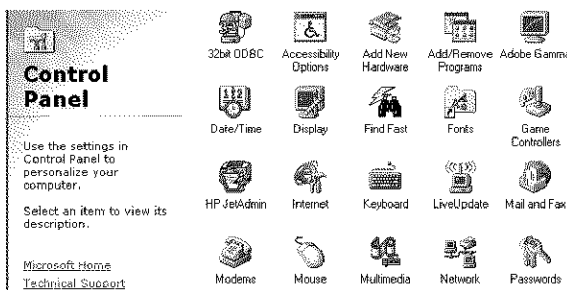 Control
Panel
Use the settings in
Control Panel to
personalize your
computer.
Select an item to view its
description.
Microsoft Home
Technical Support
32bit ODBC
Accessibility
Options
Add New
Hardware
Add/Remove
Programs
Adobe Gamma
Date/Time
Display
Find Fast
Fonts
Game
Controllers
HP JetAdmin
Internet
Keyboard
LiveUpdate
Mail and Fax
Modems
Mouse
Multimedia
Network
Passwords